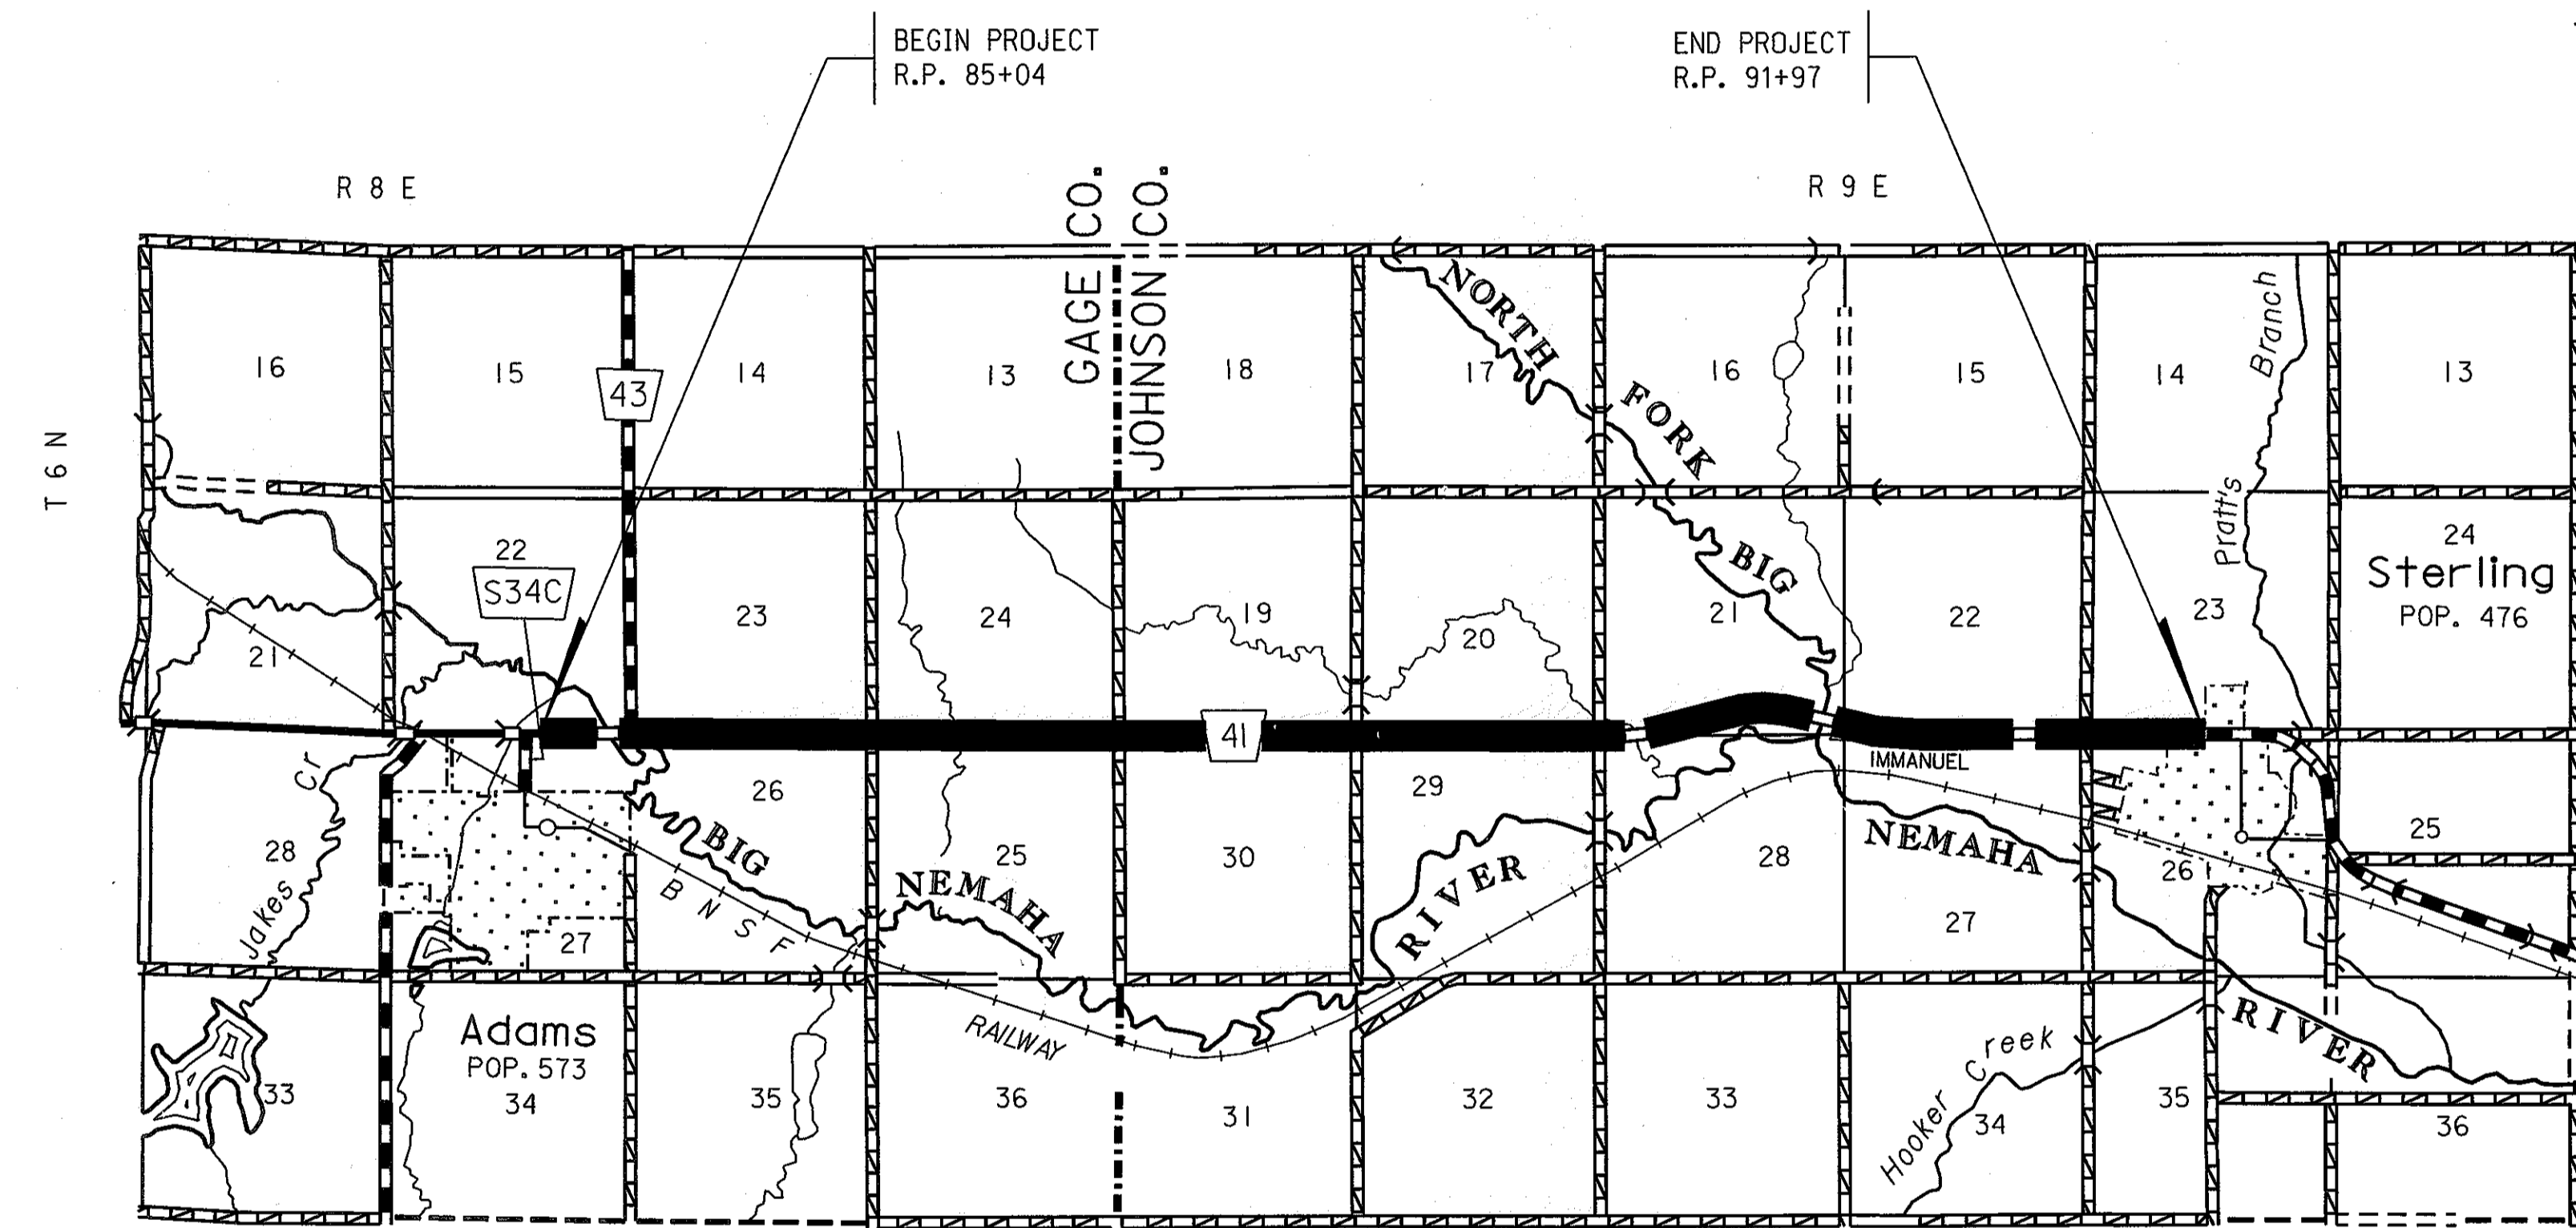 BEGIN PROJECT
R.P. 85+04
END PROJECT
R.P. 91+97
R 8 E
R 9 E
T 6 N
GAGE CO.
JOHNSON CO.
16
15
14
13
18
17
16
15
14
13
43
NORTH
FORK
BIG
NEMAHA
RIVER
Pratt's
Branch
22
S34C
21
23
24
19
20
21
22
23
24
Sterling
POP. 476
41
IMMANUEL
Jakes
Cr
28
27
26
25
30
29
28
27
26
25
BIG
NEMAHA
RIVER
B N S F
RAILWAY
Adams
POP. 573
33
34
35
36
31
32
33
34
35
36
Hooker
Creek